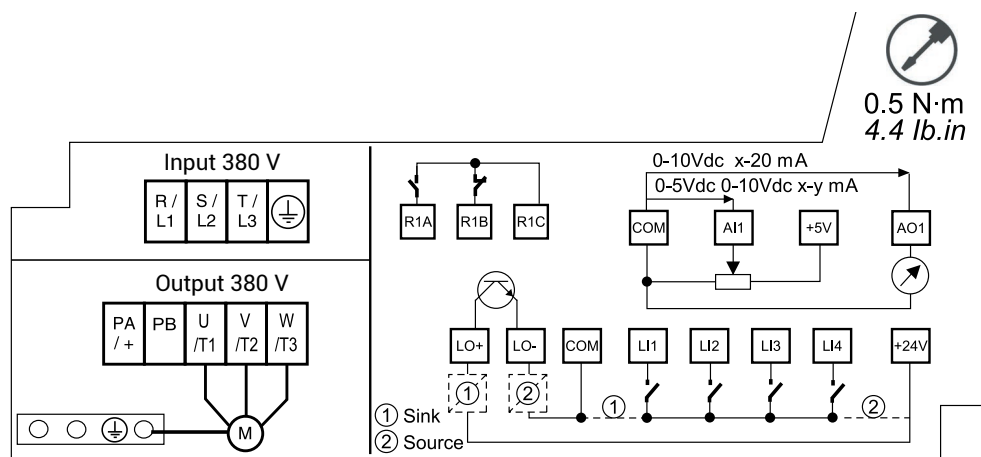 0.5 N·m
4.4 lb.in
Input 380 V
R / L1
S / L2
T / L3
Output 380 V
PA / +
PB
U /T1
V /T2
W /T3
M
R1A
R1B
R1C
0-10Vdc x-20 mA
0-5Vdc 0-10Vdc x-y mA
COM
AI1
+5V
AO1
LO+
LO-
COM
LI1
LI2
LI3
LI4
+24V
①
②
①
②
① Sink
② Source